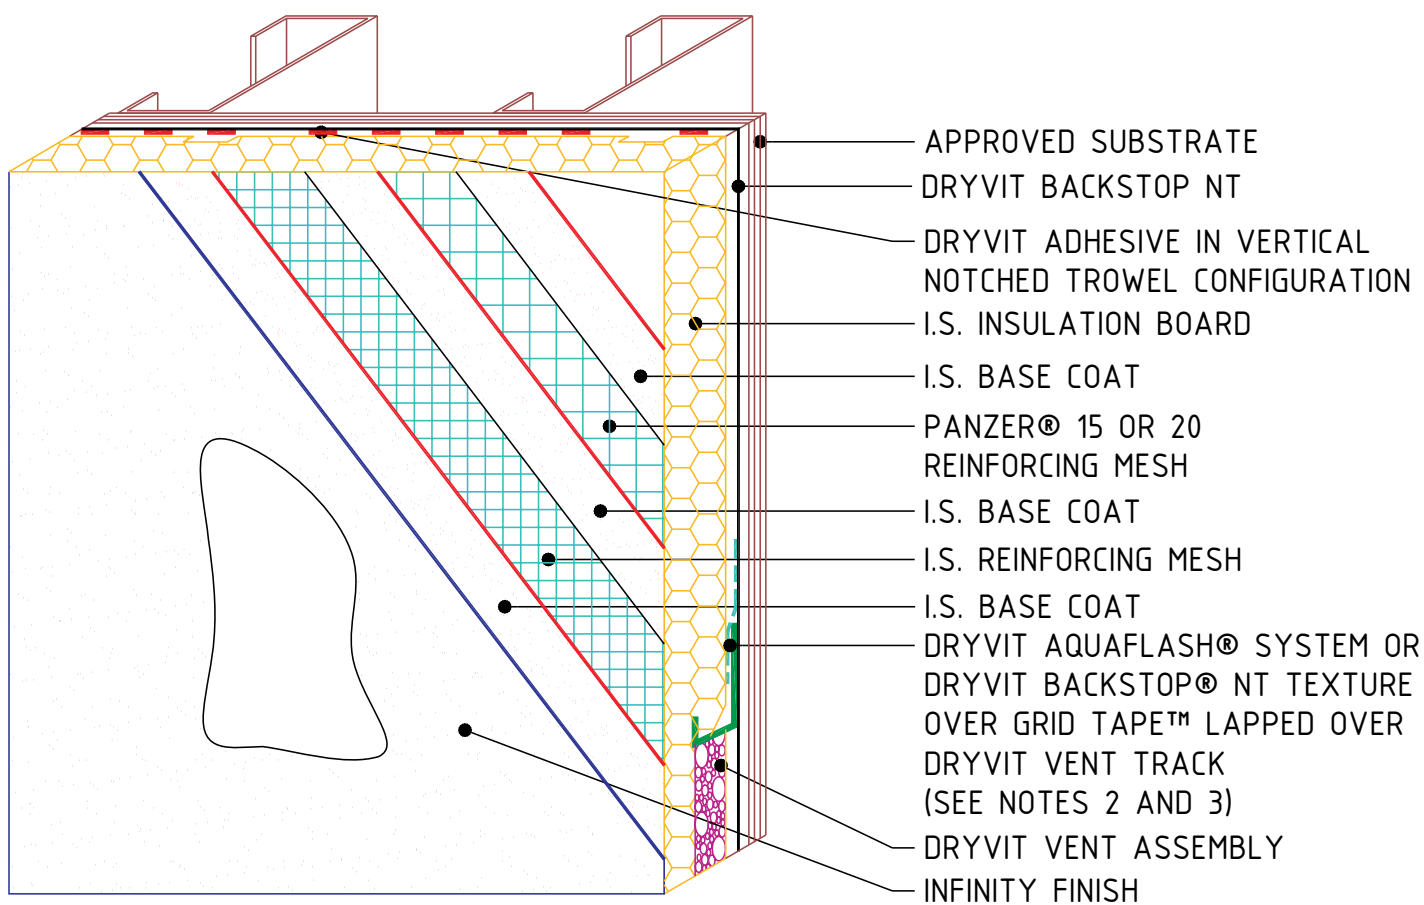 APPROVED SUBSTRATE
DRYVIT BACKSTOP NT
DRYVIT ADHESIVE IN VERTICAL
NOTCHED TROWEL CONFIGURATION
I.S. INSULATION BOARD
I.S. BASE COAT
PANZER® 15 OR 20
REINFORCING MESH
I.S. BASE COAT
I.S. REINFORCING MESH
I.S. BASE COAT
DRYVIT AQUAFLASH® SYSTEM OR
DRYVIT BACKSTOP® NT TEXTURE
OVER GRID TAPE™ LAPPED OVER
DRYVIT VENT TRACK
(SEE NOTES 2 AND 3)
DRYVIT VENT ASSEMBLY
INFINITY FINISH